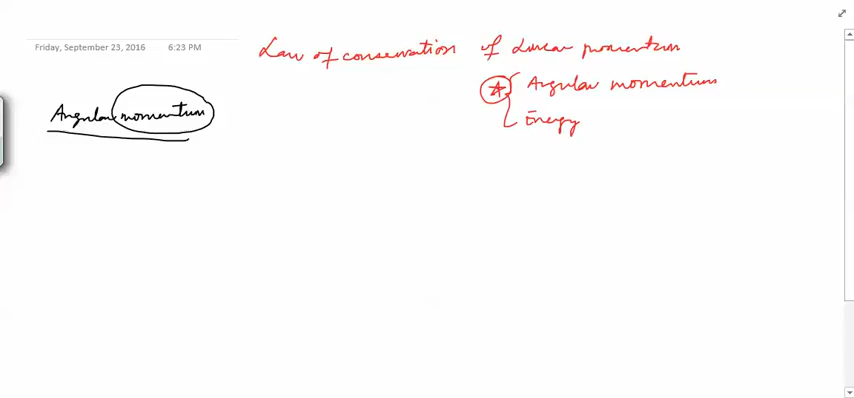 Friday, September 23, 2016 6:23 PM
Law of conservation of Linear momentum
Angular momentum
Energy
Angular momentum